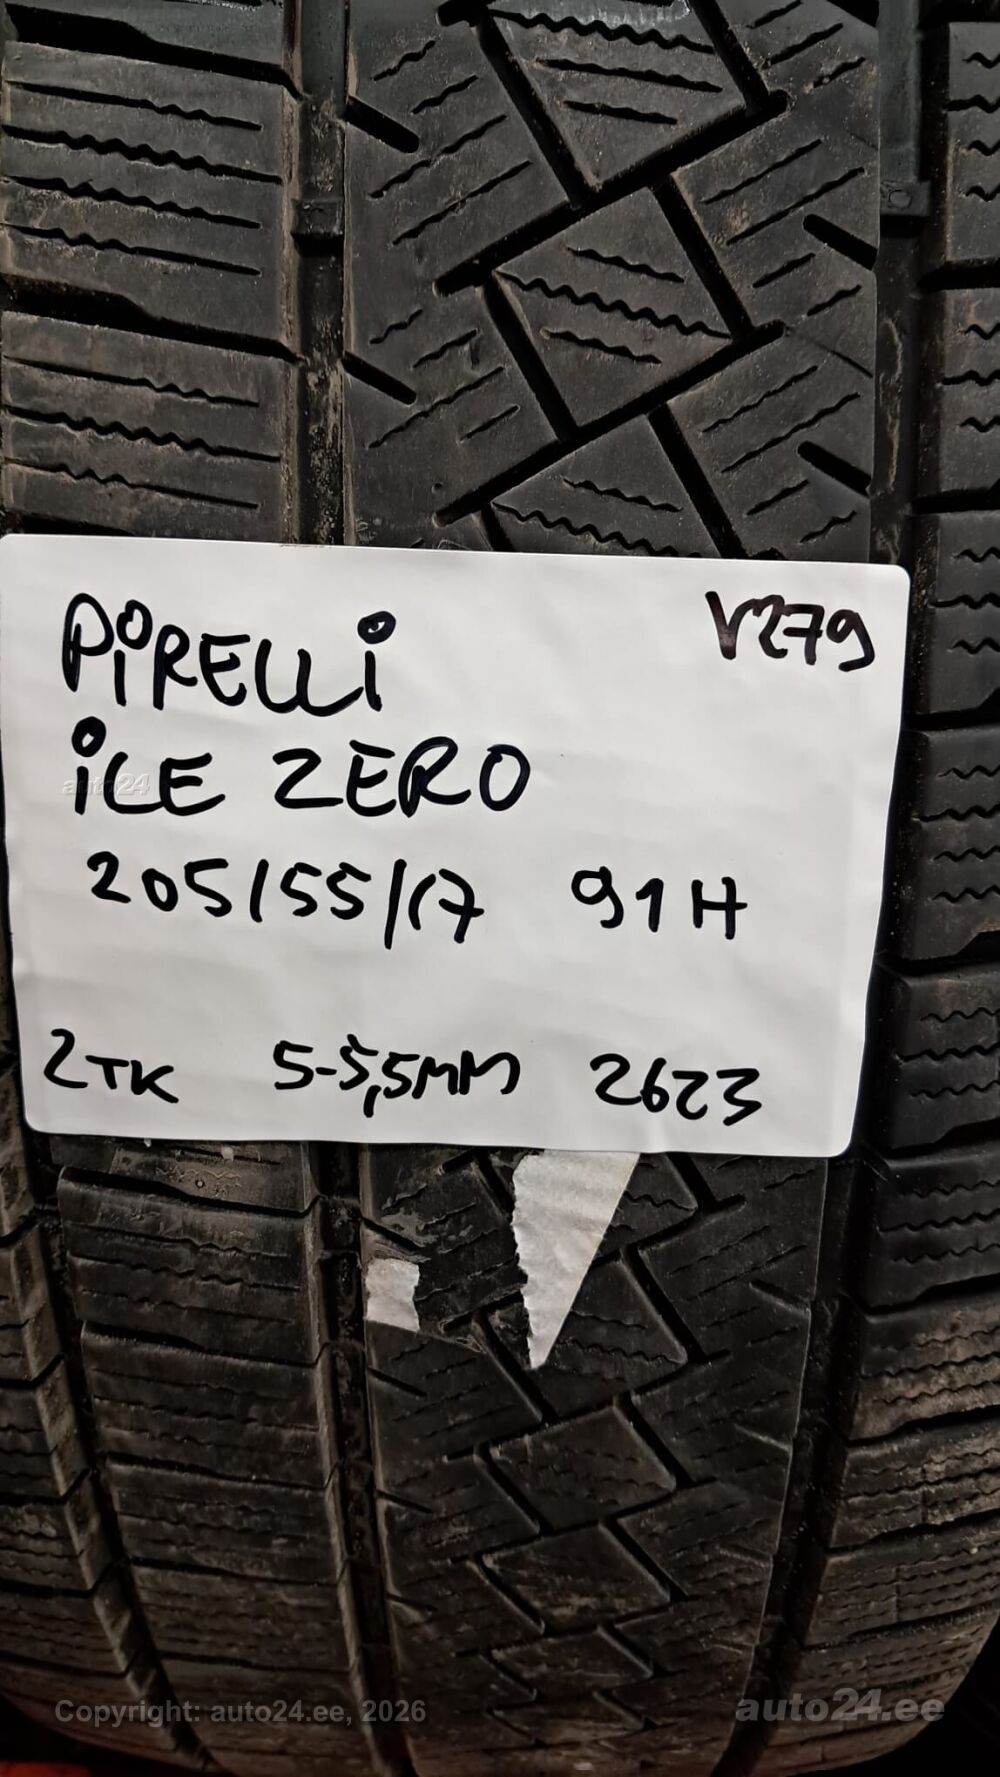 PiRELLi
V279
iCE ZERO
auto24
205/55/17 91H
2TK 5-5,5MM 2623
Copyright: auto24.ee, 2026
auto24.ee